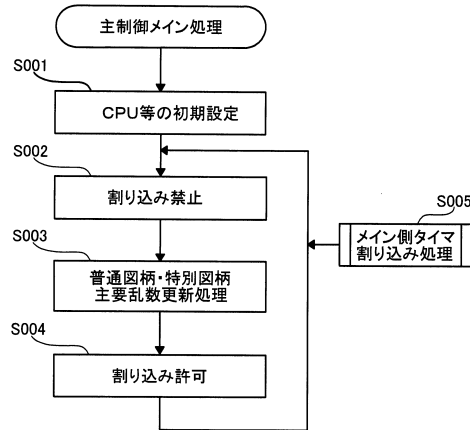 主制御メイン処理
S001
CPU等の初期設定
S002
割り込み禁止
S005
メイン側タイマ
割り込み処理
S003
普通図柄・特別図柄
主要乱数更新処理
S004
割り込み許可